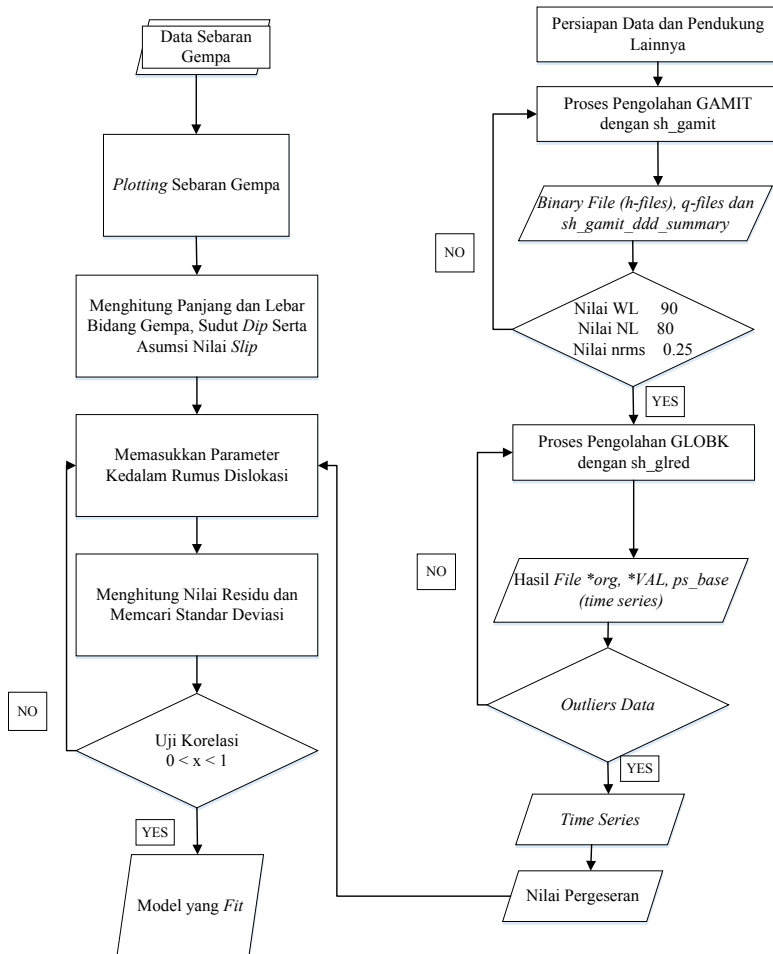 Data Sebaran
Gempa
Plotting Sebaran Gempa
Menghitung Panjang dan Lebar
Bidang Gempa, Sudut Dip Serta
Asumsi Nilai Slip
Memasukkan Parameter
Kedalam Rumus Dislokasi
Menghitung Nilai Residu dan
Memcari Standar Deviasi
NO
Uji Korelasi
0 < x < 1
YES
Model yang Fit
Persiapan Data dan Pendukung
Lainnya
Proses Pengolahan GAMIT
dengan sh_gamit
Binary File (h-files), q-files dan
sh_gamit_ddd_summary
NO
Nilai WL 90
Nilai NL 80
Nilai nrms 0.25
YES
Proses Pengolahan GLOBK
dengan sh_glred
NO
Hasil File *org, *VAL, ps_base
(time series)
Outliers Data
YES
Time Series
Nilai Pergeseran